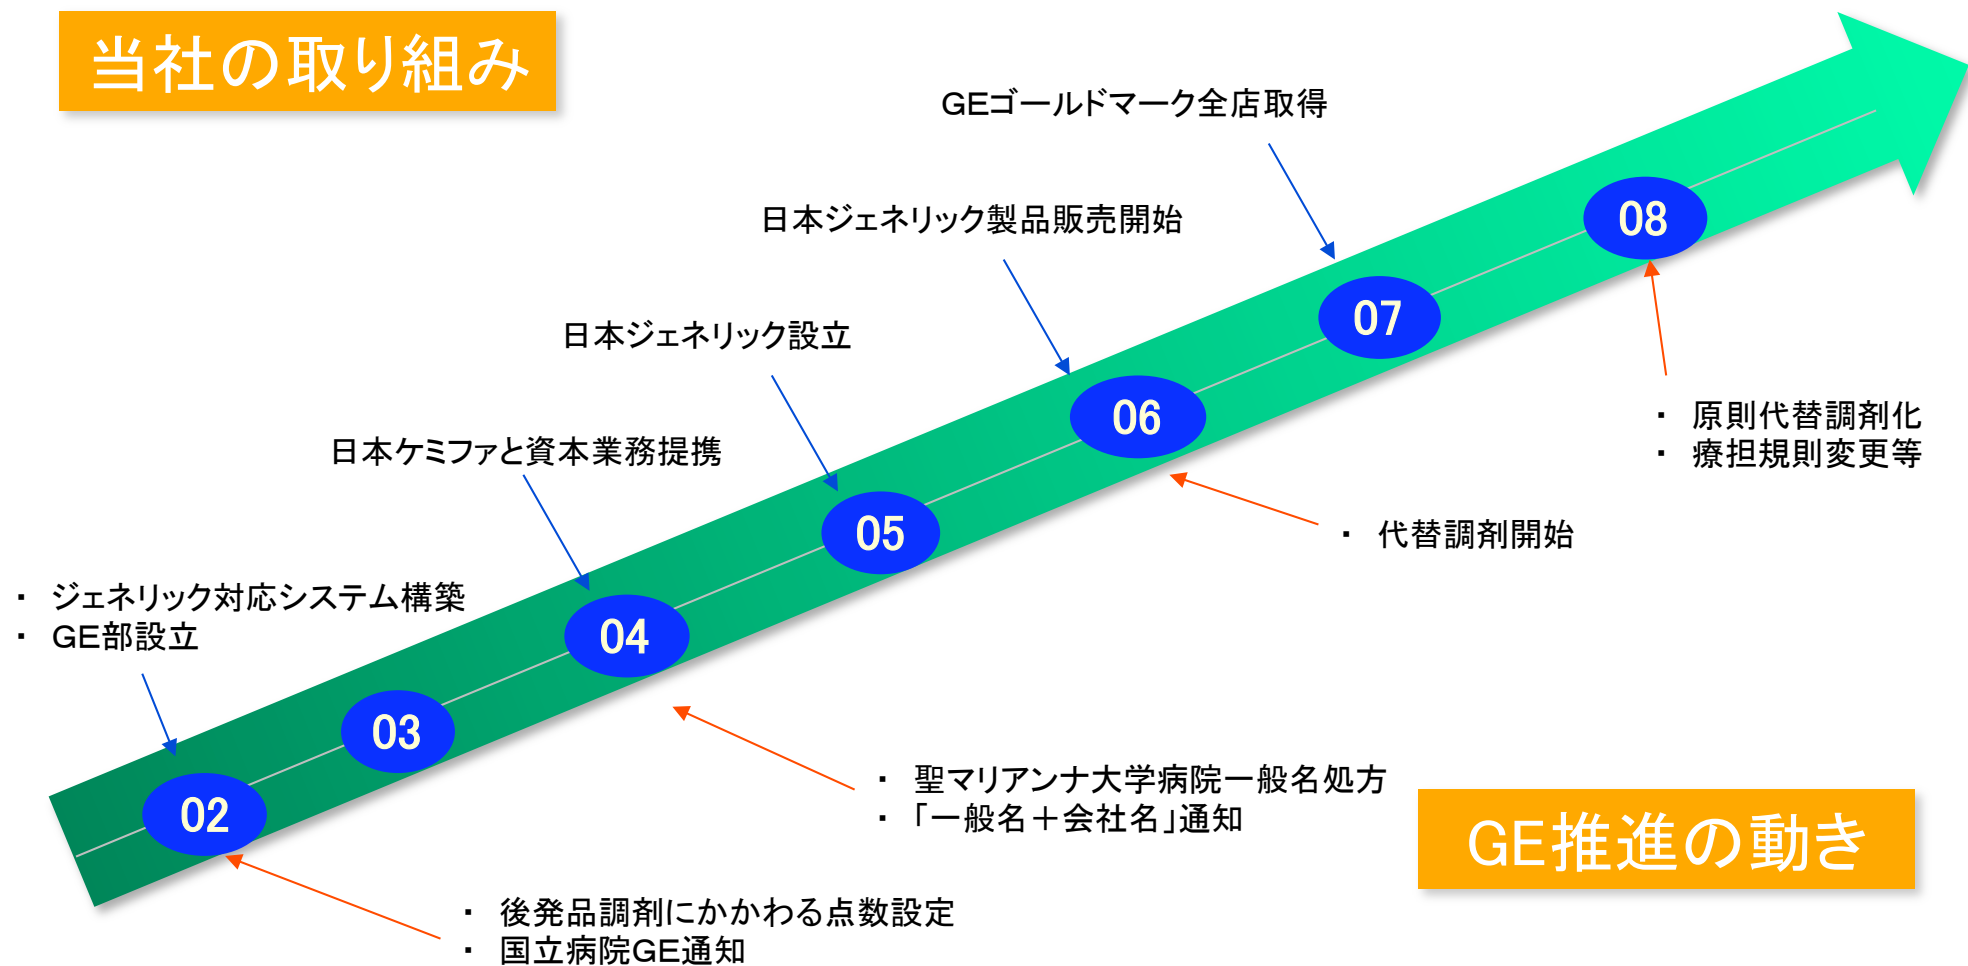 当社の取り組み
GEゴールドマーク全店取得
日本ジェネリック製品販売開始
日本ジェネリック設立
日本ケミファと資本業務提携
・ ジェネリック対応システム構築
・ GE部設立
02
03
04
05
06
07
08
・ 原則代替調剤化
・ 療担規則変更等
・ 代替調剤開始
・ 聖マリアンナ大学病院一般名処方
・ 「一般名＋会社名」通知
・ 後発品調剤にかかわる点数設定
・ 国立病院GE通知
GE推進の動き